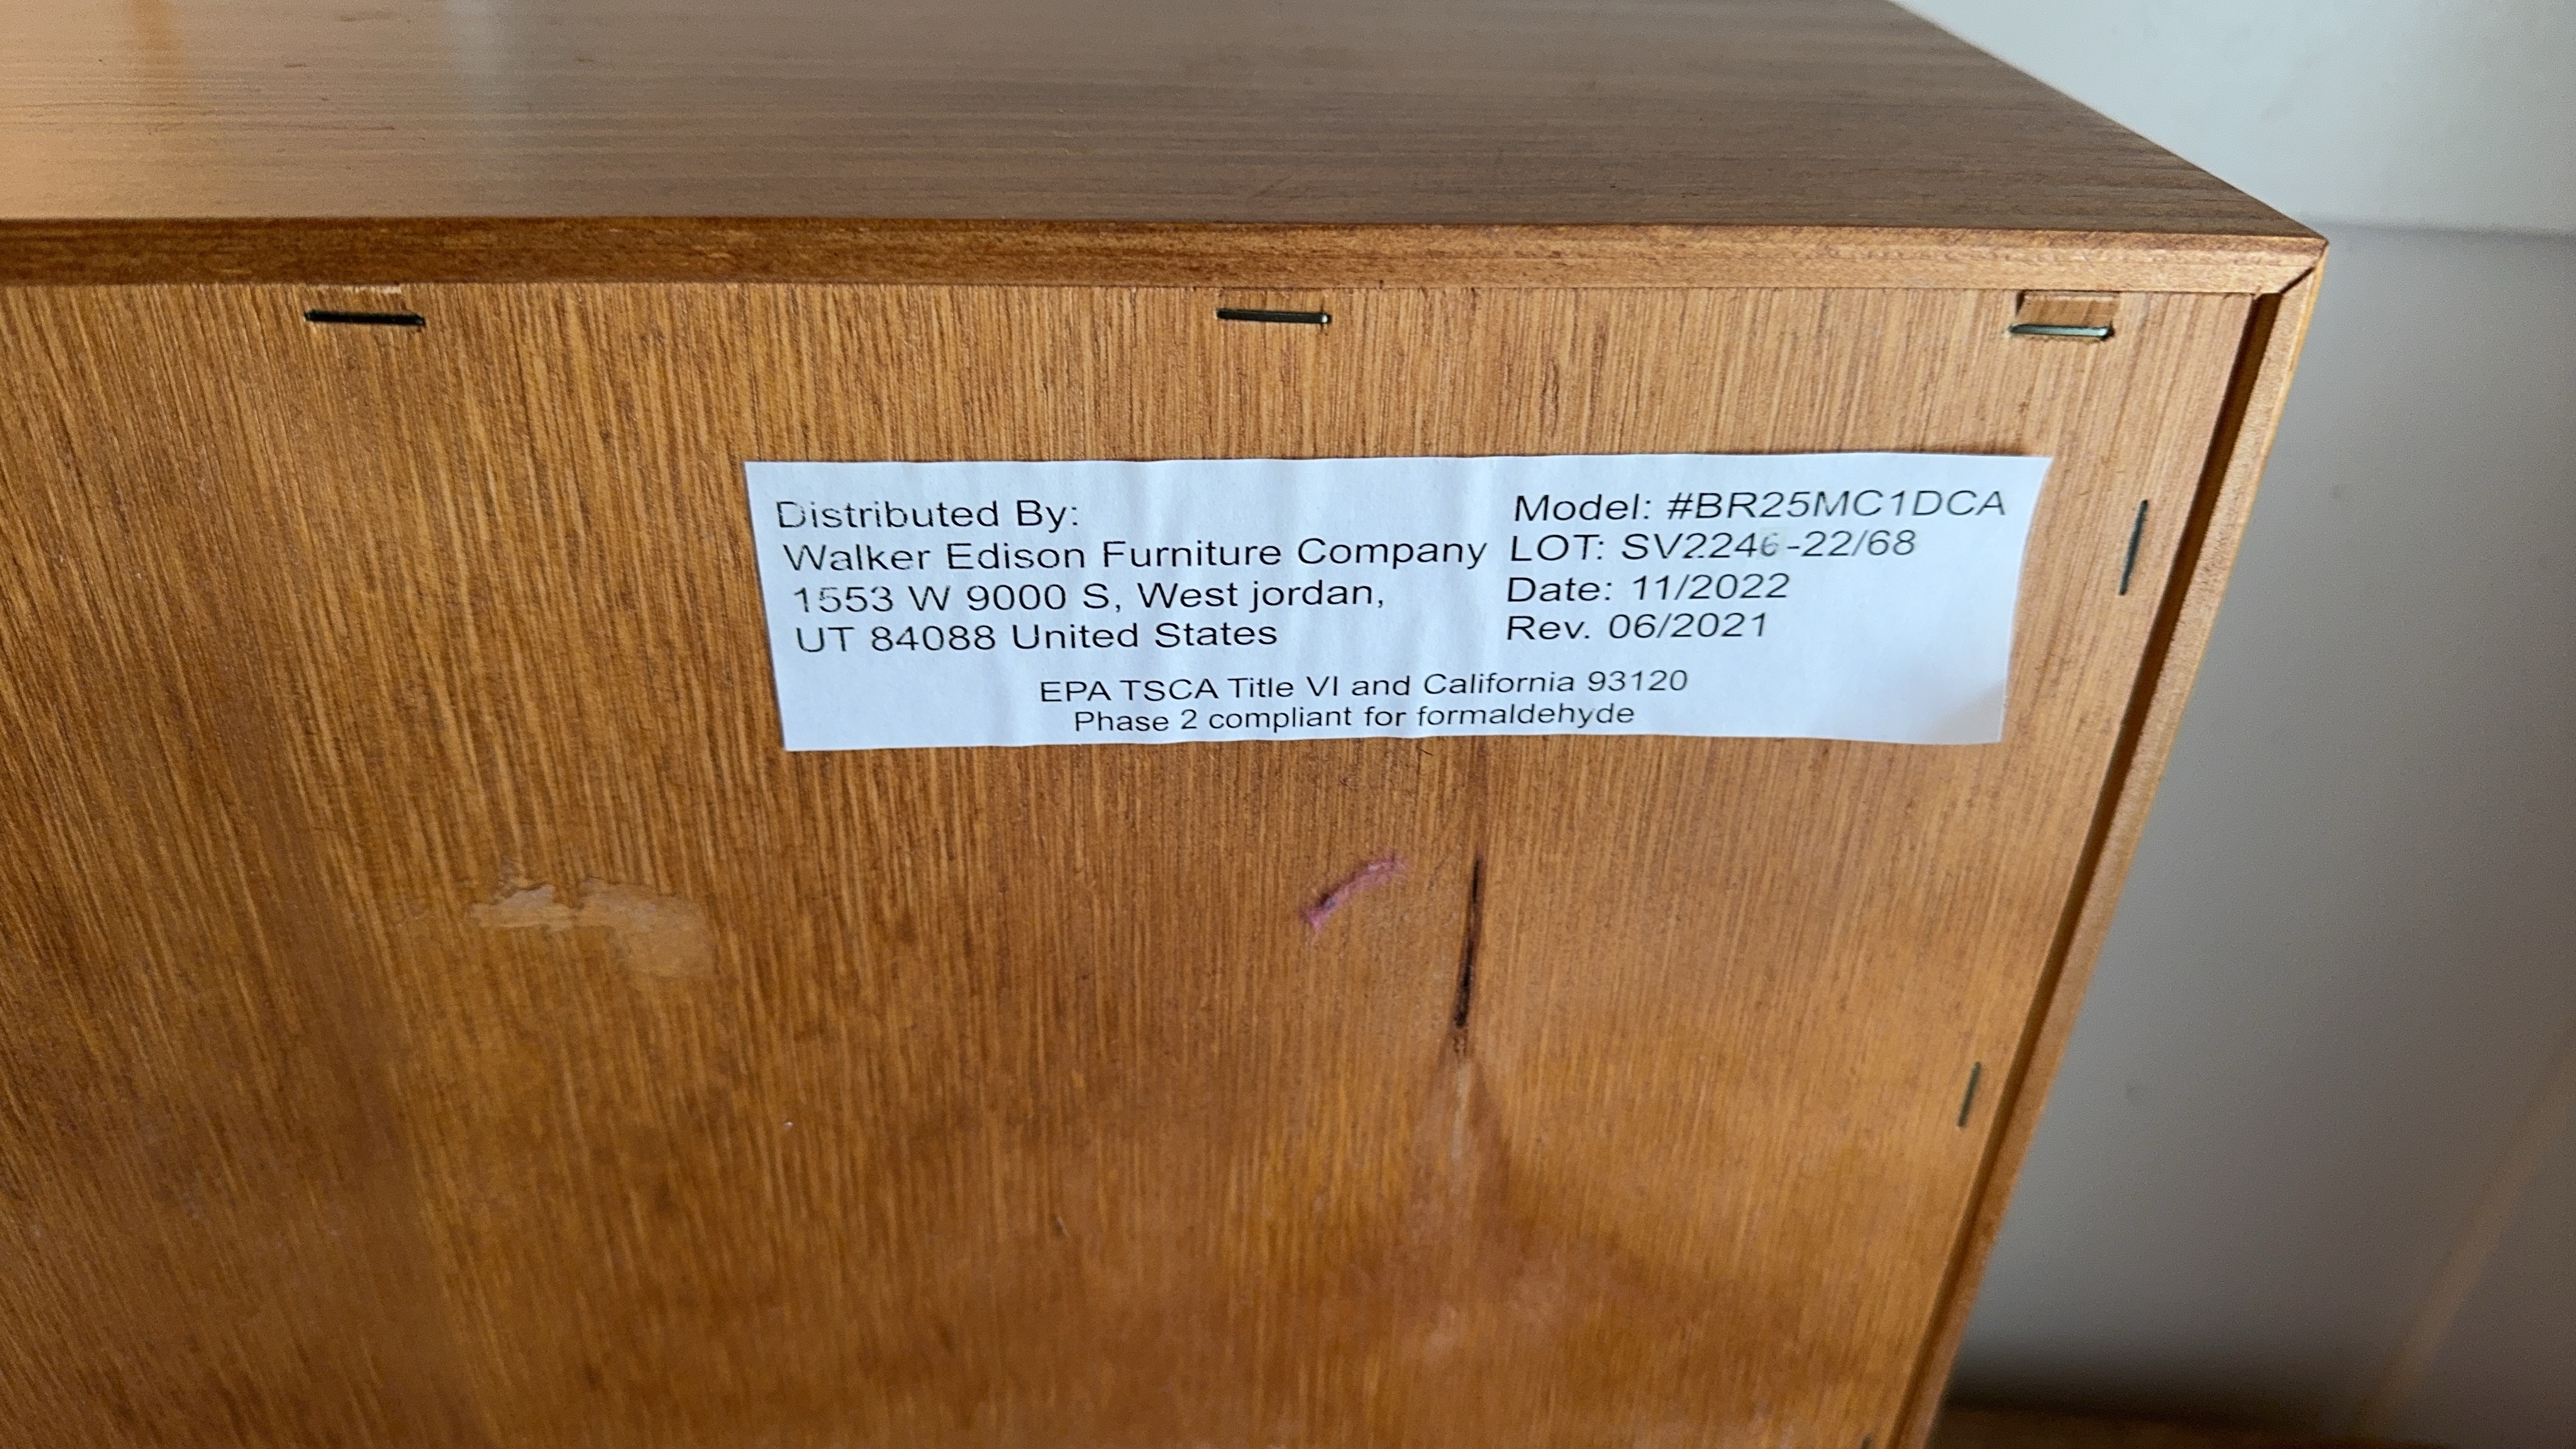 Distributed By:
Walker Edison Furniture Company
1553 W 9000 S, West jordan,
UT 84088 United States
Model: #BR25MC1DCA
LOT: SV2246-22/68
Date: 11/2022
Rev. 06/2021
EPA TSCA Title VI and California 93120
Phase 2 compliant for formaldehyde